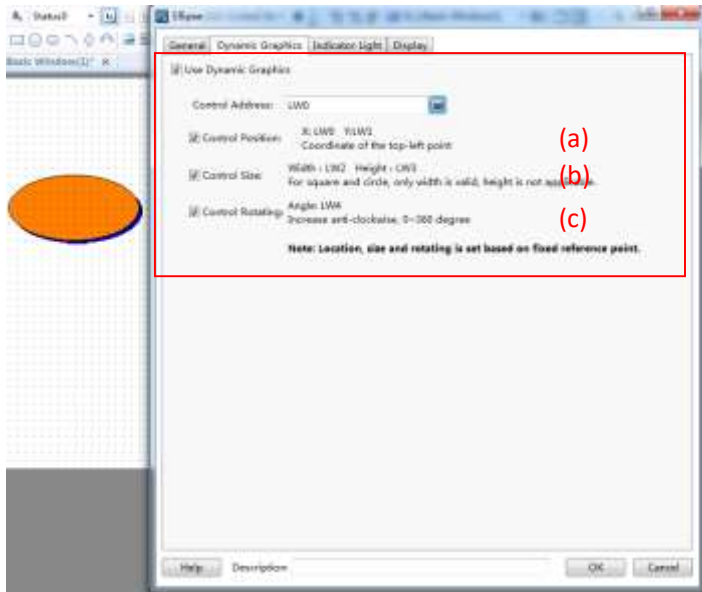 A, Status0
Ellipse
General Dynamic Graphics Indicator Light Display
Basic Window(1)*
Use Dynamic Graphics
Control Address: LW0
Control Position X: LW0 Y:LW1
Coordinate of the top-left point
(a)
Control Size Width : LW2 Height : LW3
For square and circle, only width is valid, height is not applicable.
(b)
Control Rotating Angle: LW4
Increase anti-clockwise, 0~360 degree
(c)
Note: Location, size and rotating is set based on fixed reference point.
Help Description OK Cancel